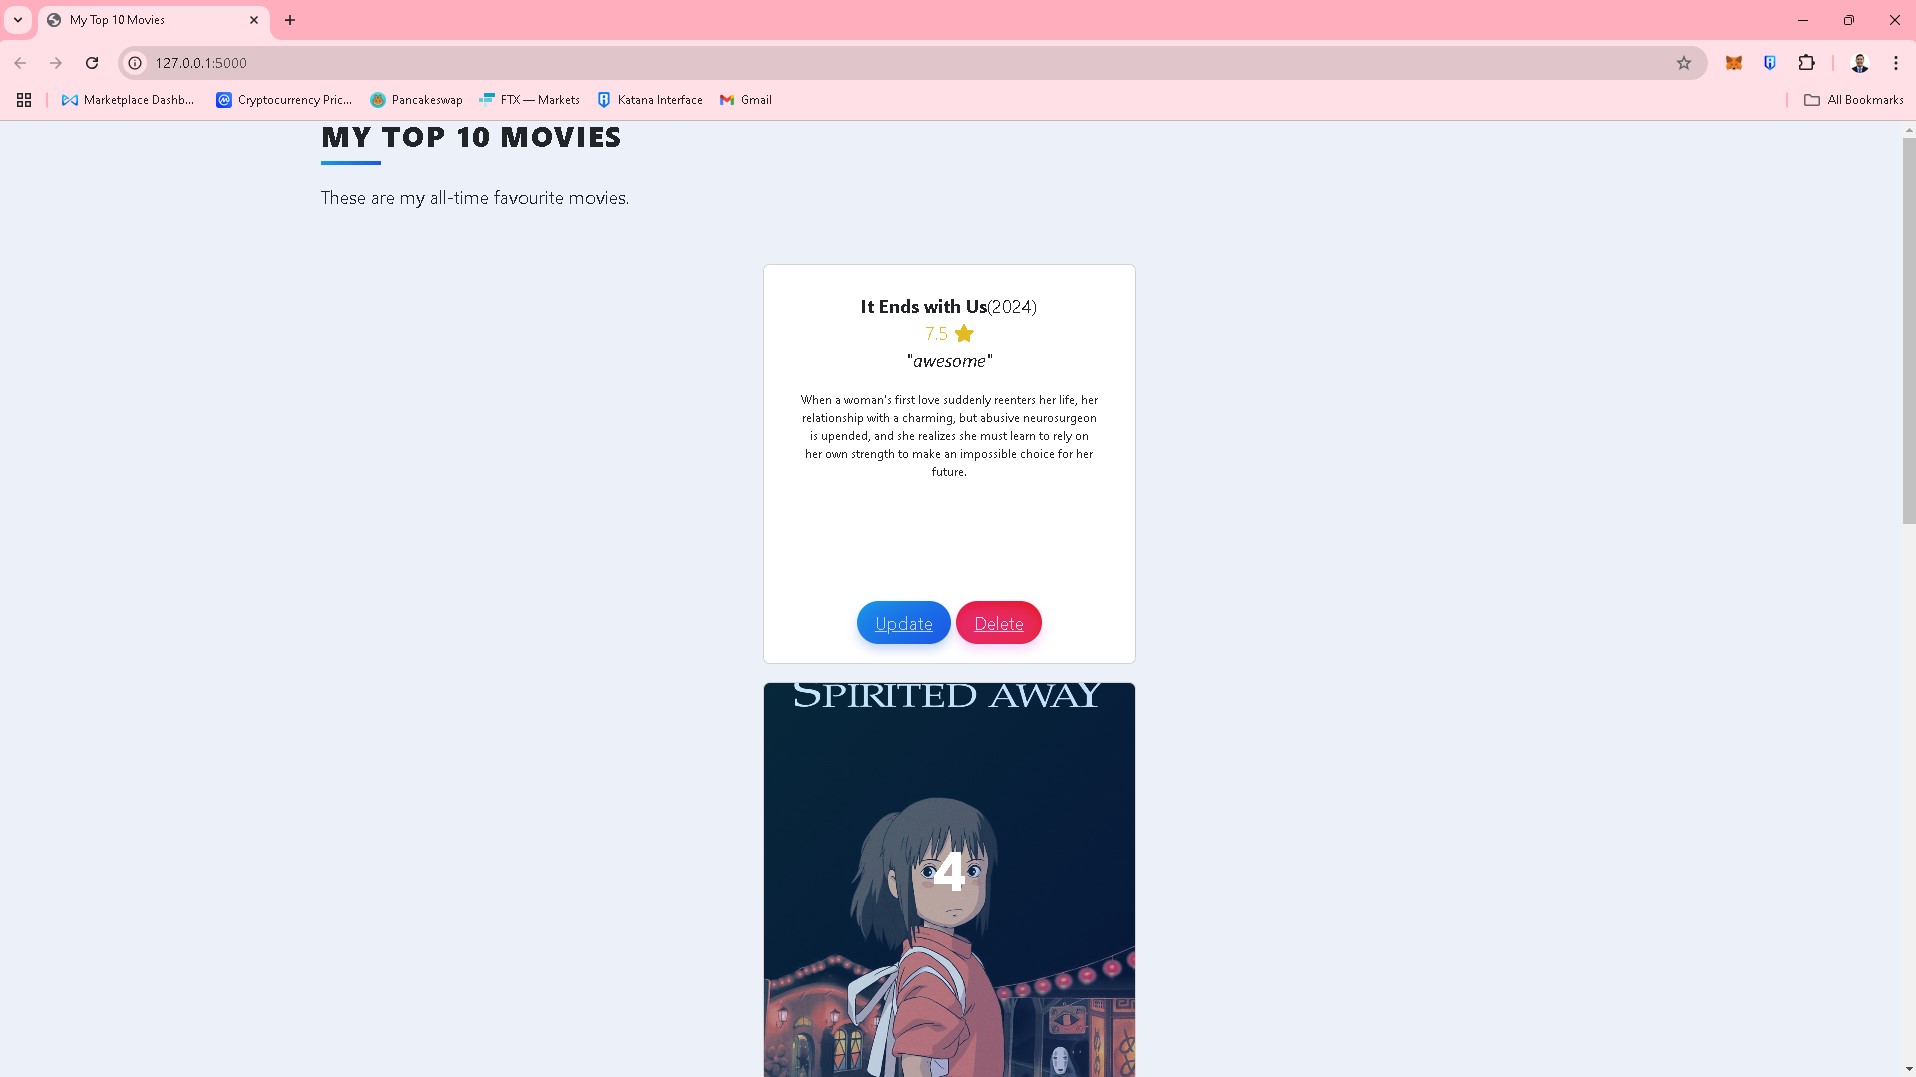 My Top 10 Movies
127.0.0.1:5000
Marketplace Dashb...
Cryptocurrency Pric...
Pancakeswap
FTX — Markets
Katana Interface
Gmail
All Bookmarks
MY TOP 10 MOVIES
These are my all-time favourite movies.
It Ends with Us(2024)
7.5
"awesome"
When a woman's first love suddenly reenters her life, her
relationship with a charming, but abusive neurosurgeon
is upended, and she realizes she must learn to rely on
her own strength to make an impossible choice for her
future.
Update
Delete
SPIRITED AWAY
4